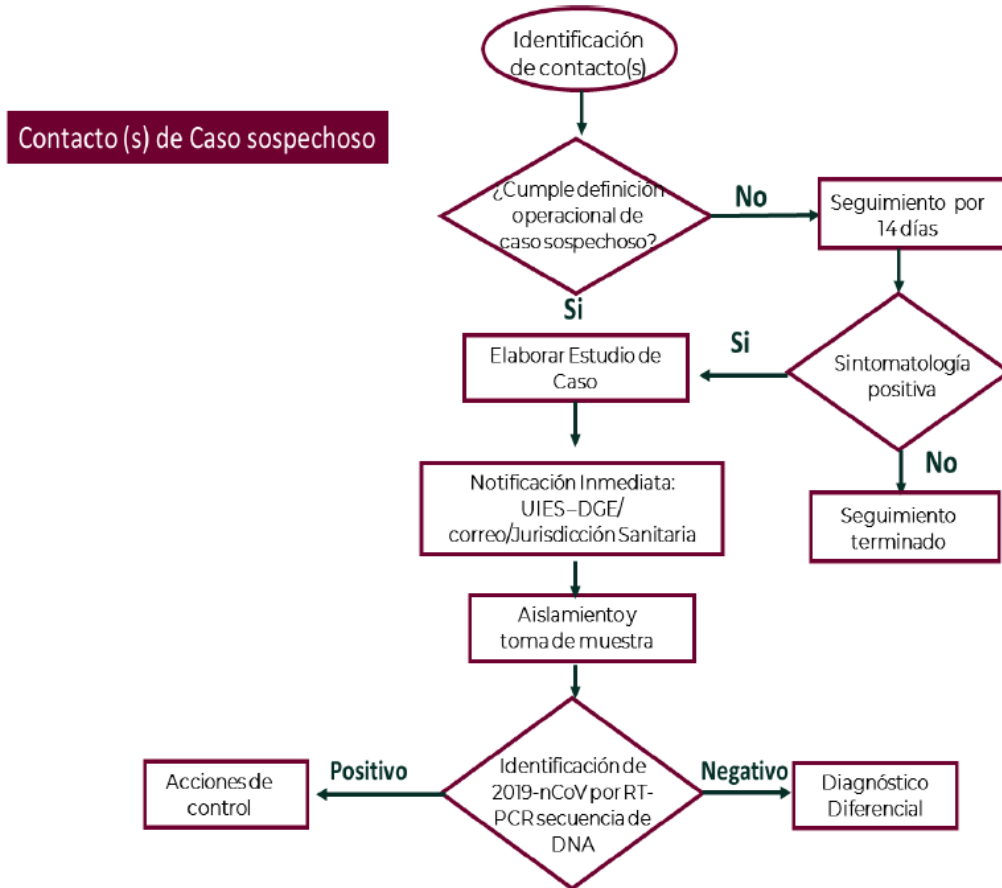 Identificación
de contacto(s)
Contacto (s) de Caso sospechoso
¿Cumple definición
operacional de
caso sospechoso?
No
Seguimiento por
14 días
Si
Elaborar Estudio de
Caso
Si
Sintomatología
positiva
No
Notificación Inmediata:
UIES-DGE/
correo/Jurisdicción Sanitaria
Seguimiento
terminado
Aislamiento y
toma de muestra
Acciones de
control
Positivo
Identificación de
2019-nCoV por RT-
PCR secuencia de
DNA
Negativo
Diagnóstico
Diferencial